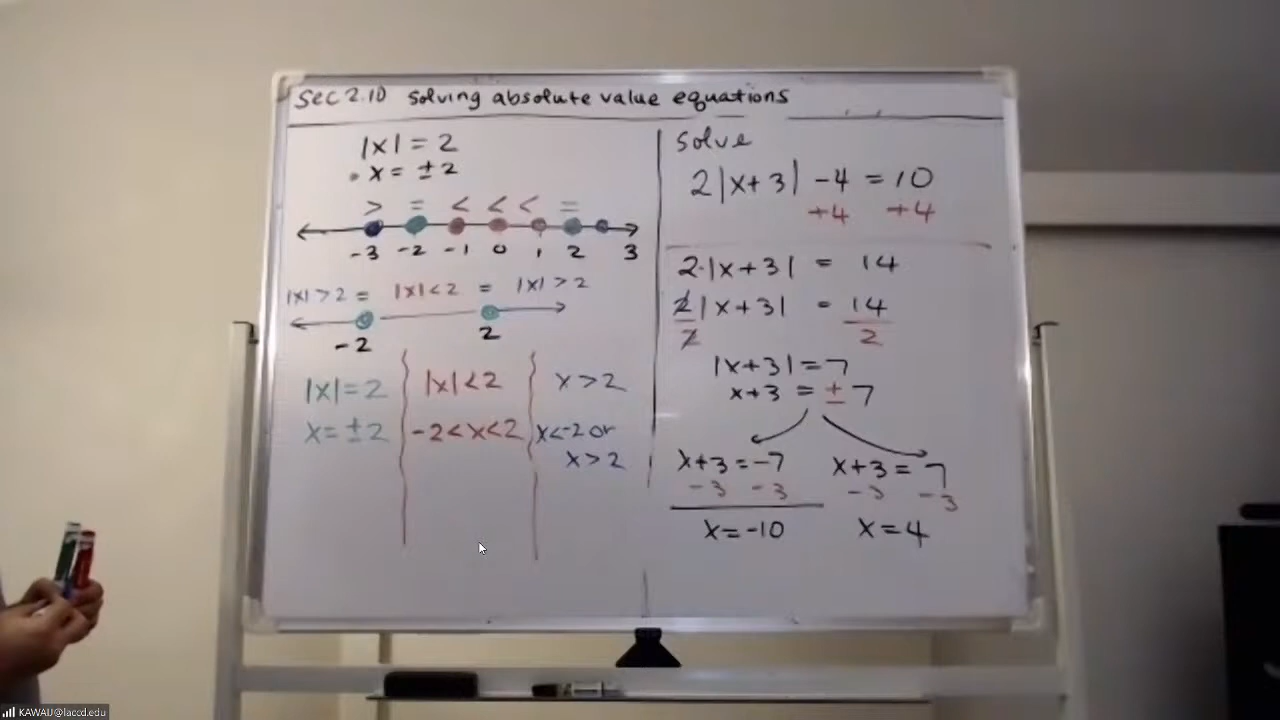 Sec 2.10 solving absolute value equations
|x| = 2
• x = ±2
> = < < < =
-3 -2 -1 0 1 2 3
|x| > 2 = |x| < 2 = |x| > 2
-2 2
|x| = 2 |x| < 2 x > 2
x = ±2 -2 < x < 2 x < -2 or
x > 2
Solve
2|x+3| - 4 = 10
+4 +4
2·|x+3| = 14
2|x+3| = 14
2 2
|x+3| = 7
x+3 = ±7
x+3 = -7 x+3 = 7
-3 -3 -3 -3
x = -10 x = 4
KAWAIJ@laccd.edu